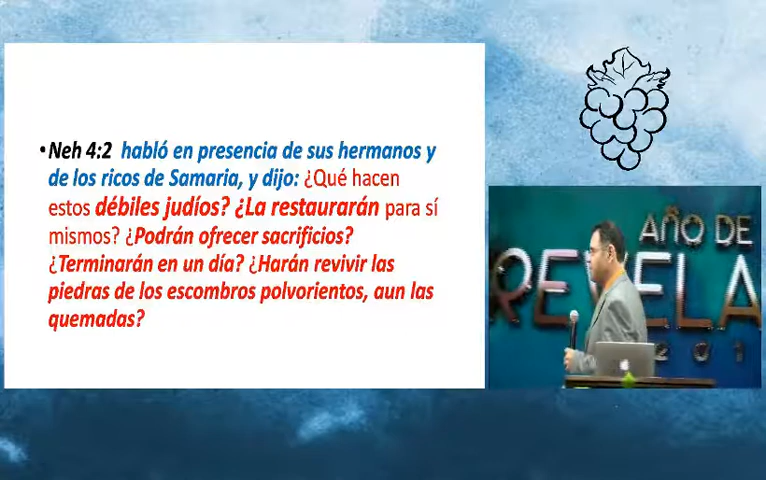 •Neh 4:2 habló en presencia de sus hermanos y
de los ricos de Samaria, y dijo: ¿Qué hacen
estos débiles judíos? ¿La restaurarán para sí
mismos? ¿Podrán ofrecer sacrificios?
¿Terminarán en un día? ¿Harán revivir las
piedras de los escombros polvorientos, aun las
quemadas?
AÑO DE
REVELA
201